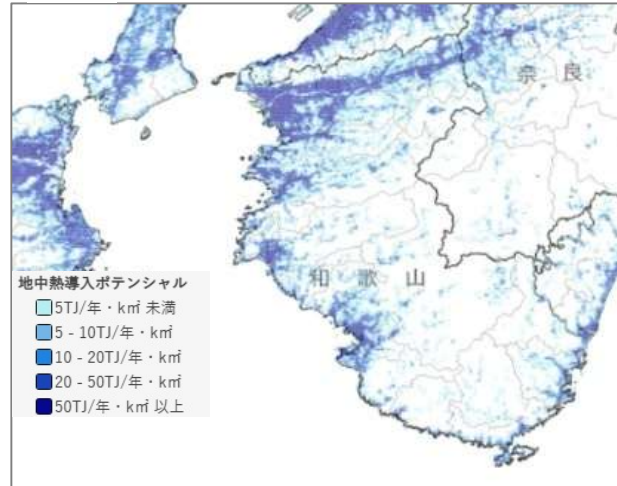 奈良
和歌山
地中熱導入ポテンシャル
5TJ/年・k㎡ 未満
5 - 10TJ/年・k㎡
10 - 20TJ/年・k㎡
20 - 50TJ/年・k㎡
50TJ/年・k㎡ 以上